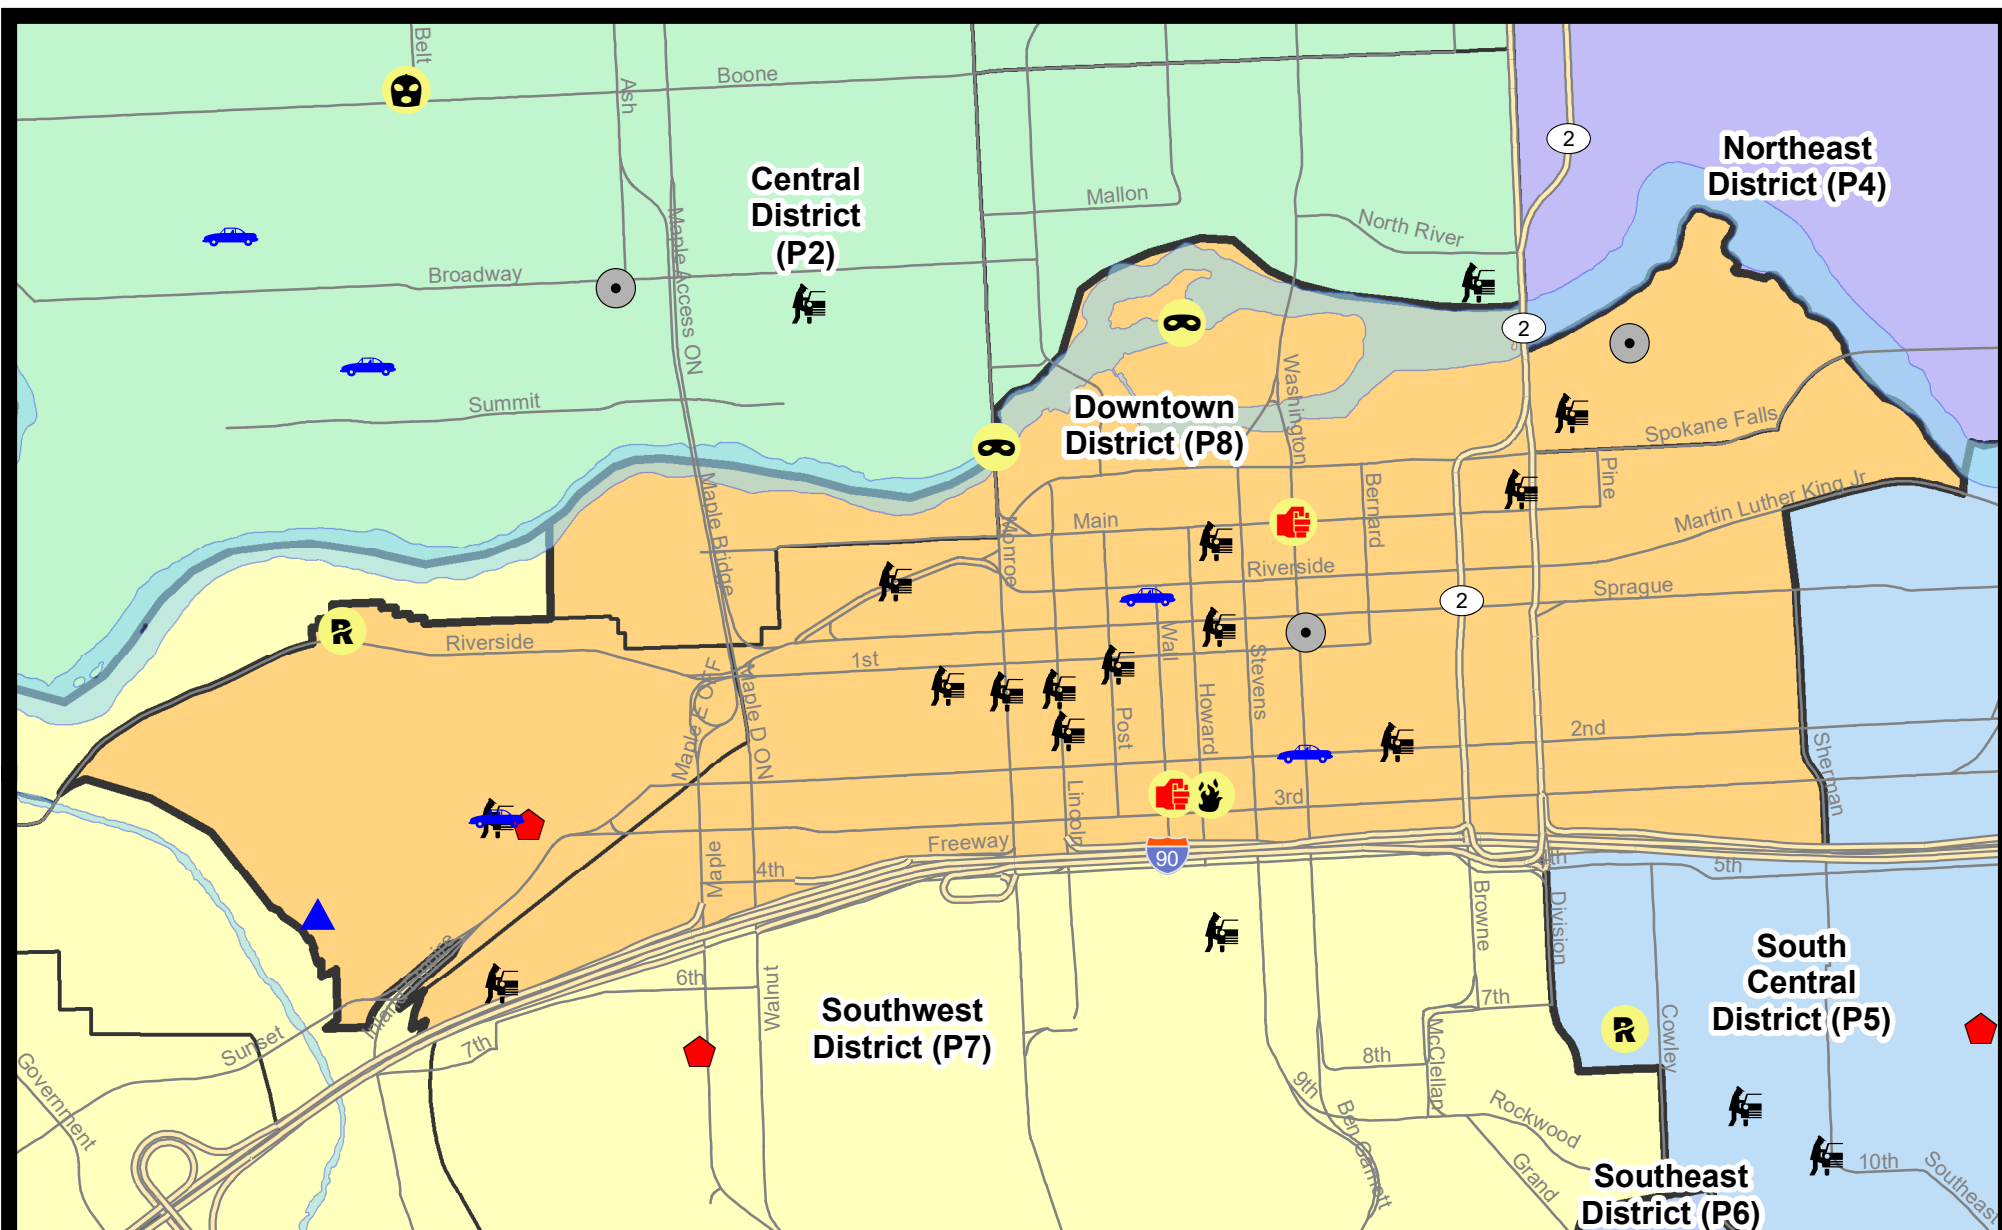 Belt
Boone
Ash
2
Northeast
District (P4)
Central
District
(P2)
Mallon
North River
Maple Access ON
Broadway
2
Washington
Summit
Downtown
District (P8)
Spokane Falls
Pine
Bernard
Martin Luther King Jr
Maple Bridge
Main
Monroe
Riverside
Sprague
2
R
Riverside
1st
Wall
Stevens
Maple E OFF
Maple D ON
Howard
Post
2nd
Sherman
Lincoln
3rd
Freeway
90
4th
Maple
4th
5th
Browne
Division
South
Central
District (P5)
6th
Walnut
Southwest
District (P7)
7th
R
Cowley
Sunset
7th
McClellan
8th
Government
9th
Ben Garnett
Rockwood
Grand
10th
Southeast
Southeast
District (P6)